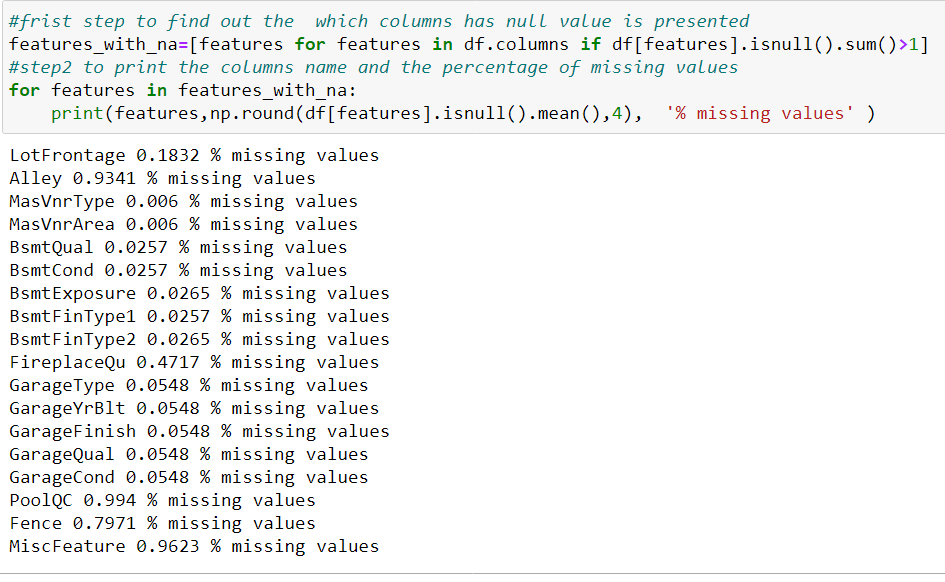 #frist step to find out the  which columns has null value is presented
features_with_na=[features for features in df.columns if df[features].isnull().sum()>1]
#step2 to print the columns name and the percentage of missing values
for features in features_with_na:
    print(features,np.round(df[features].isnull().mean(),4),  '% missing values' )
LotFrontage 0.1832 % missing values
Alley 0.9341 % missing values
MasVnrType 0.006 % missing values
MasVnrArea 0.006 % missing values
BsmtQual 0.0257 % missing values
BsmtCond 0.0257 % missing values
BsmtExposure 0.0265 % missing values
BsmtFinType1 0.0257 % missing values
BsmtFinType2 0.0265 % missing values
FireplaceQu 0.4717 % missing values
GarageType 0.0548 % missing values
GarageYrBlt 0.0548 % missing values
GarageFinish 0.0548 % missing values
GarageQual 0.0548 % missing values
GarageCond 0.0548 % missing values
PoolQC 0.994 % missing values
Fence 0.7971 % missing values
MiscFeature 0.9623 % missing values